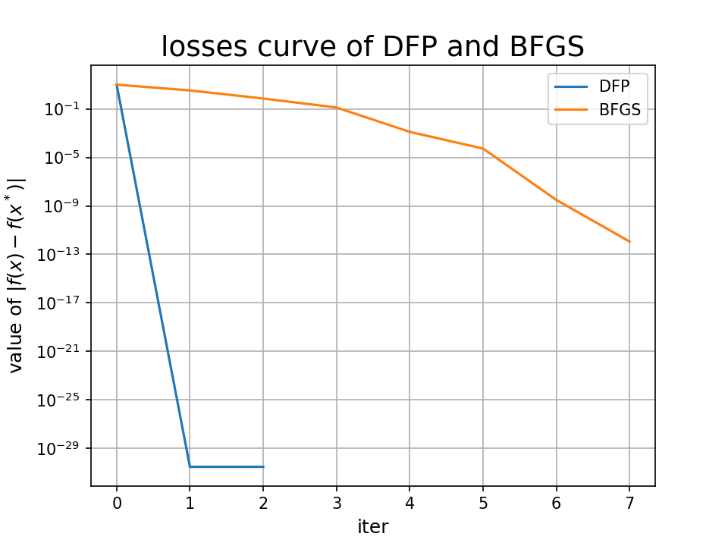 losses curve of DFP and BFGS
DFP
BFGS
value of |f(x) − f(x*)|
10⁻¹
10⁻⁵
10⁻⁹
10⁻¹³
10⁻¹⁷
10⁻²¹
10⁻²⁵
10⁻²⁹
0 1 2 3 4 5 6 7
iter